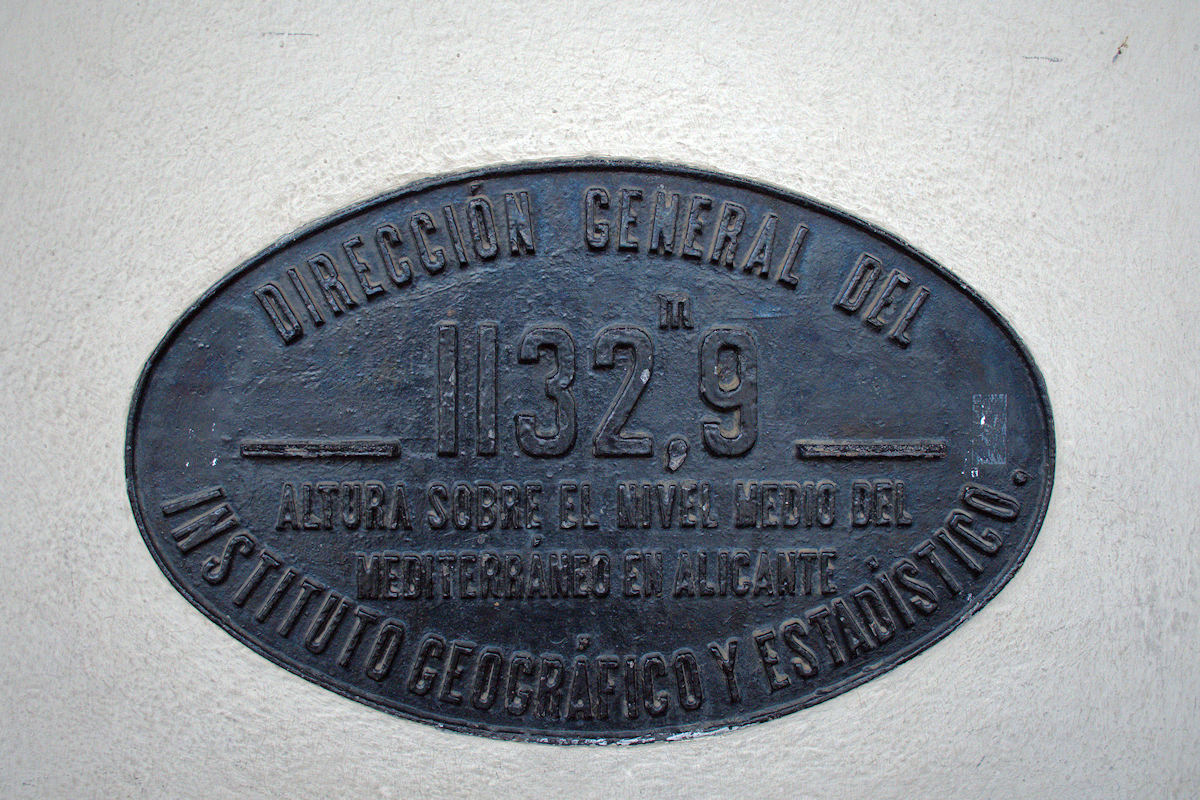 DIRECCIÓN GENERAL DEL
1132,9 m
ALTURA SOBRE EL NIVEL MEDIO DEL
MEDITERRÁNEO EN ALICANTE
INSTITUTO GEOGRÁFICO Y ESTADÍSTICO.